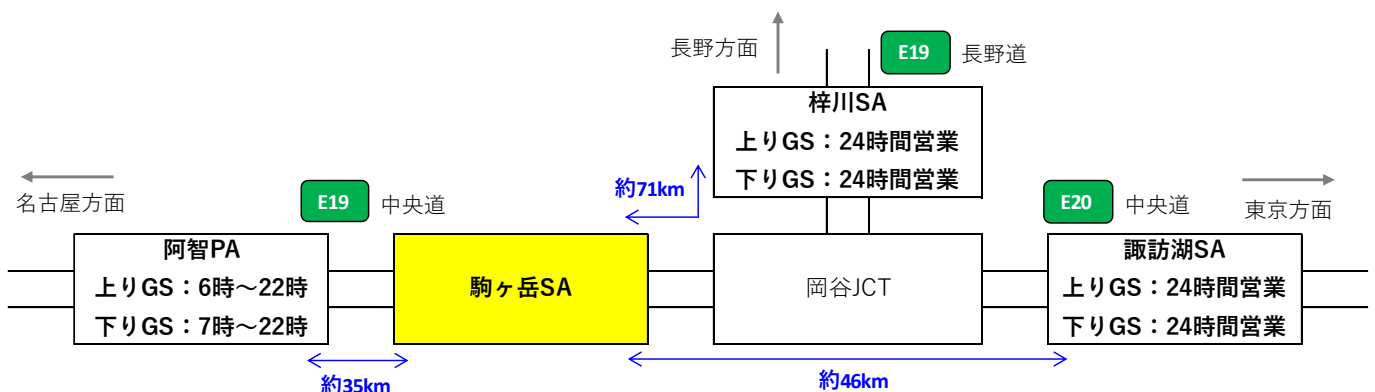 長野方面
E19 長野道
梓川SA
上りGS：24時間営業
下りGS：24時間営業
約71km
名古屋方面
E19 中央道
E20 中央道
東京方面
阿智PA
上りGS：6時～22時
下りGS：7時～22時
駒ヶ岳SA
岡谷JCT
諏訪湖SA
上りGS：24時間営業
下りGS：24時間営業
約35km
約46km